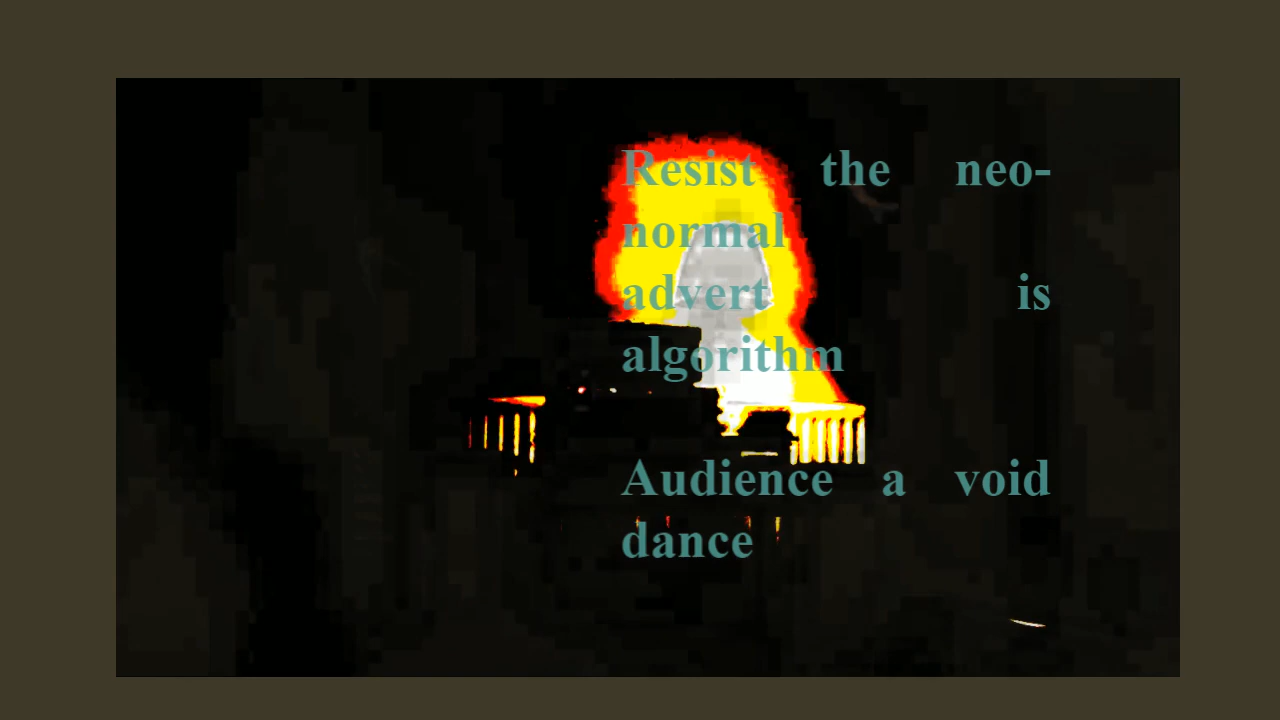 Resist the neo-
normal
advert is
algorithm
Audience a void
dance